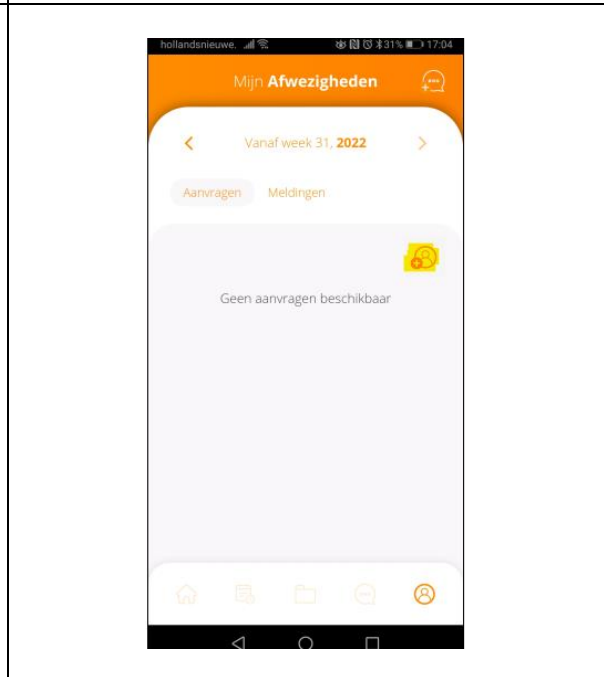 hollandsnieuwe. 31% 17:04
Mijn Afwezigheden
Vanaf week 31, 2022
Aanvragen Meldingen
Geen aanvragen beschikbaar